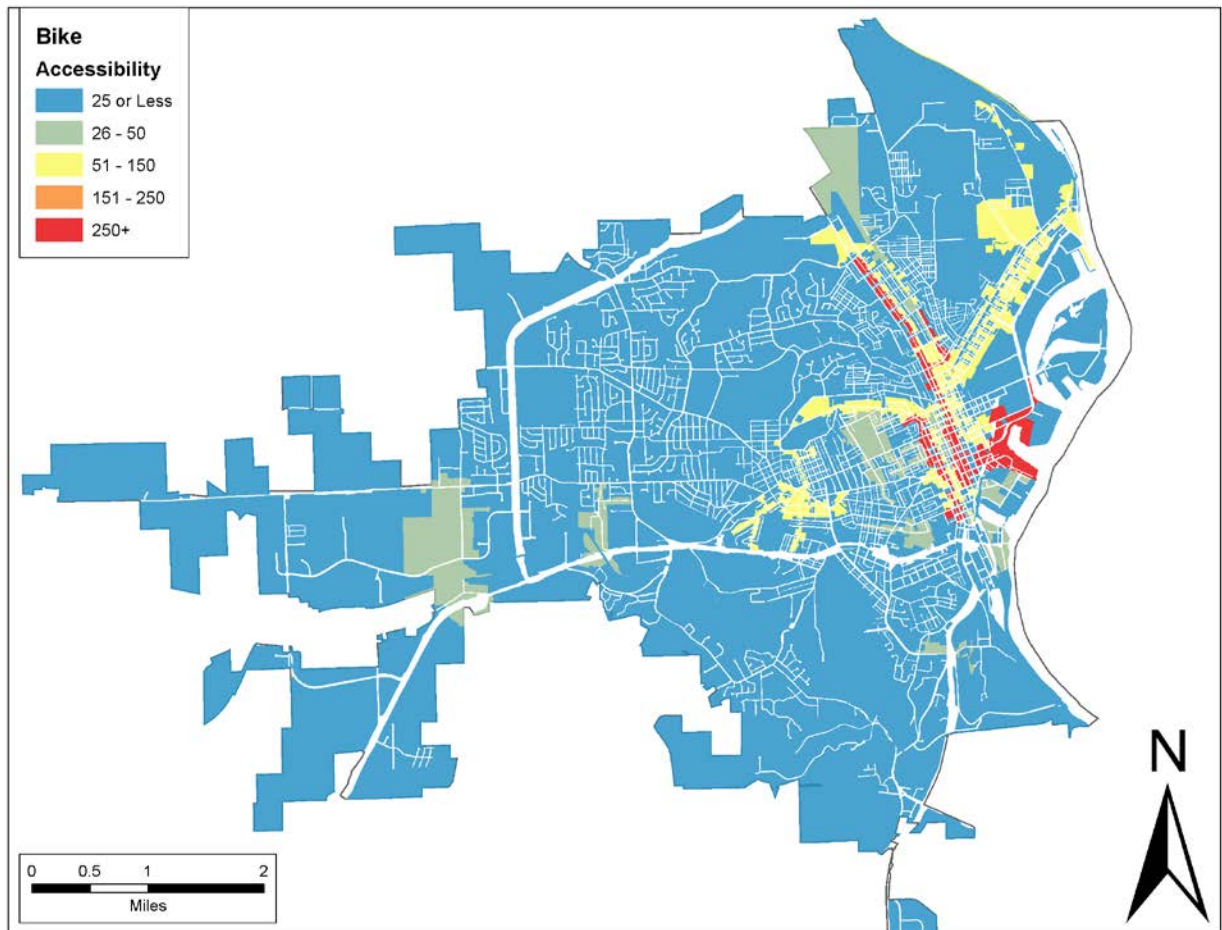 Bike
Accessibility
25 or Less
26 - 50
51 - 150
151 - 250
250+
N
0 0.5 1 2
Miles